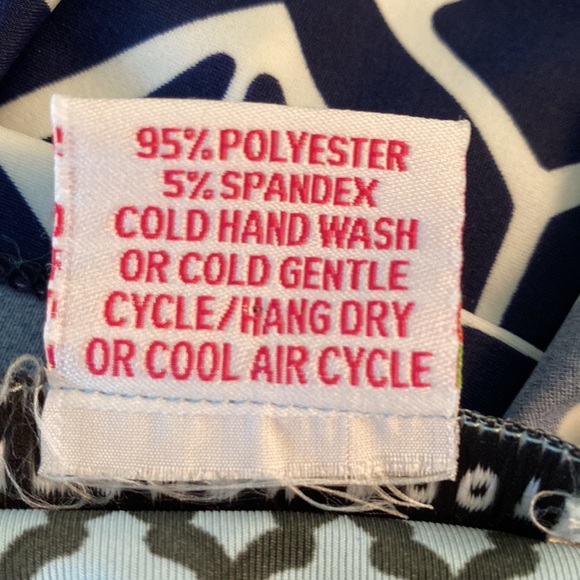 95% POLYESTER
5% SPANDEX
COLD HAND WASH
OR COLD GENTLE
CYCLE/HANG DRY
OR COOL AIR CYCLE